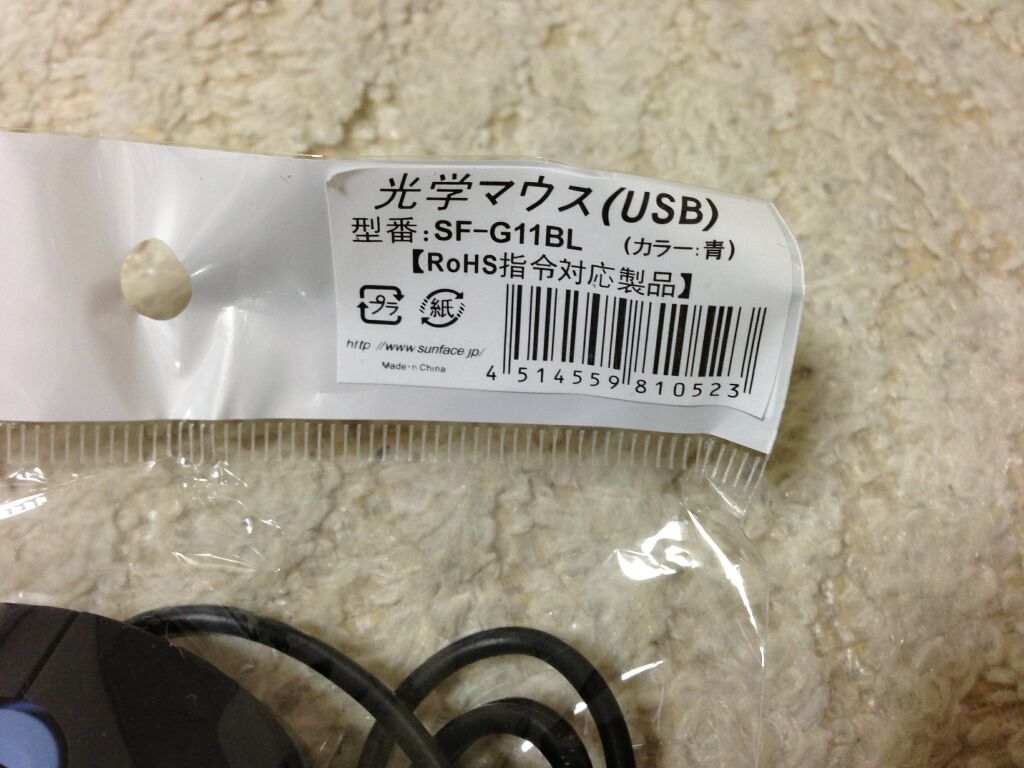 光学マウス(USB)
型番:SF-G11BL (カラー:青)
【RoHS指令対応製品】
プラ 紙
http //www.sunface.jp/
Made in China
4 514559 810523